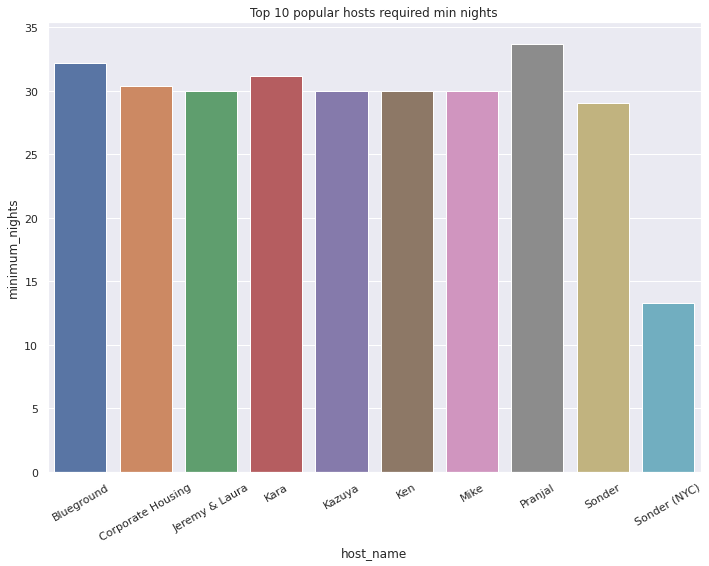 Top 10 popular hosts required min nights
35
30
25
20
15
10
5
0
minimum_nights
Blueground
Corporate Housing
Jeremy & Laura
Kara
Kazuya
Ken
Mike
Pranjal
Sonder
Sonder (NYC)
host_name